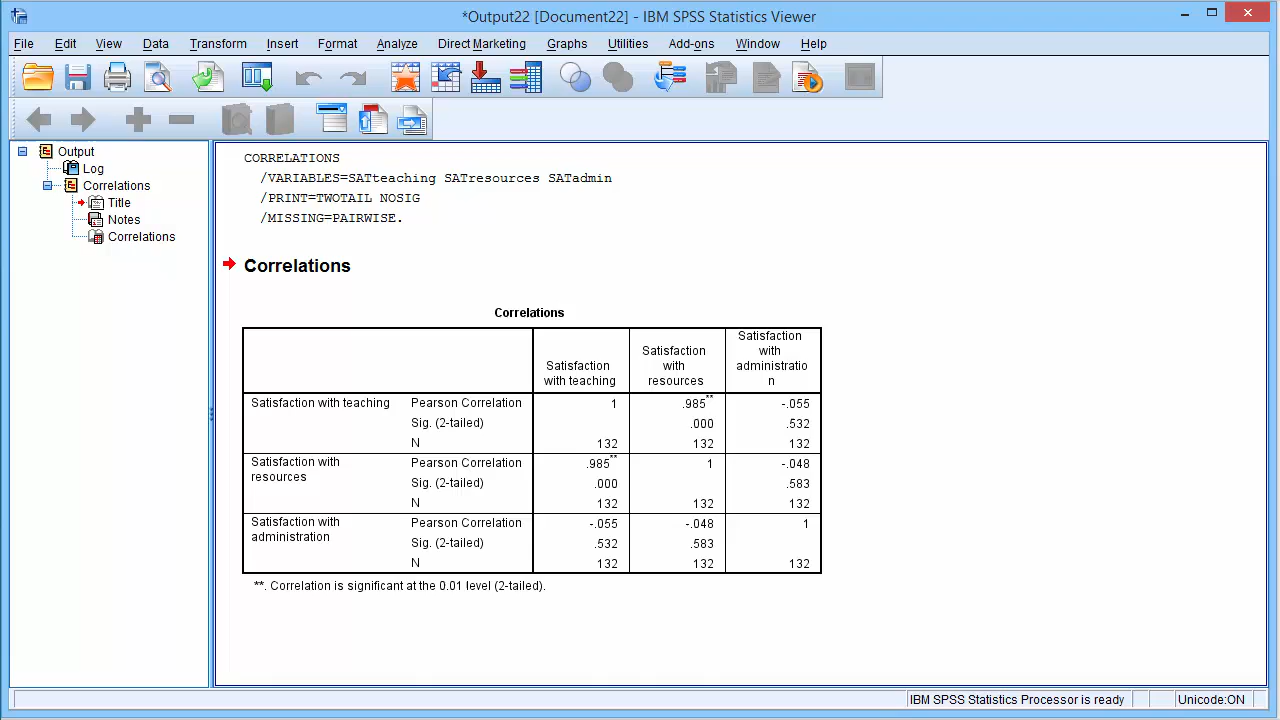 *Output22 [Document22] - IBM SPSS Statistics Viewer
File Edit View Data Transform Insert Format Analyze Direct Marketing Graphs Utilities Add-ons Window Help
Output
Log
Correlations
Title
Notes
Correlations
CORRELATIONS
/VARIABLES=SATteaching SATresources SATadmin
/PRINT=TWOTAIL NOSIG
/MISSING=PAIRWISE.
Correlations
Correlations
Satisfaction
with teaching
Satisfaction
with
resources
Satisfaction
with
administratio
n
Satisfaction with teaching Pearson Correlation 1 .985** -.055
Sig. (2-tailed) .000 .532
N 132 132 132
Satisfaction with
resources
Pearson Correlation .985** 1 -.048
Sig. (2-tailed) .000 .583
N 132 132 132
Satisfaction with
administration
Pearson Correlation -.055 -.048 1
Sig. (2-tailed) .532 .583
N 132 132 132
**. Correlation is significant at the 0.01 level (2-tailed).
IBM SPSS Statistics Processor is ready Unicode:ON